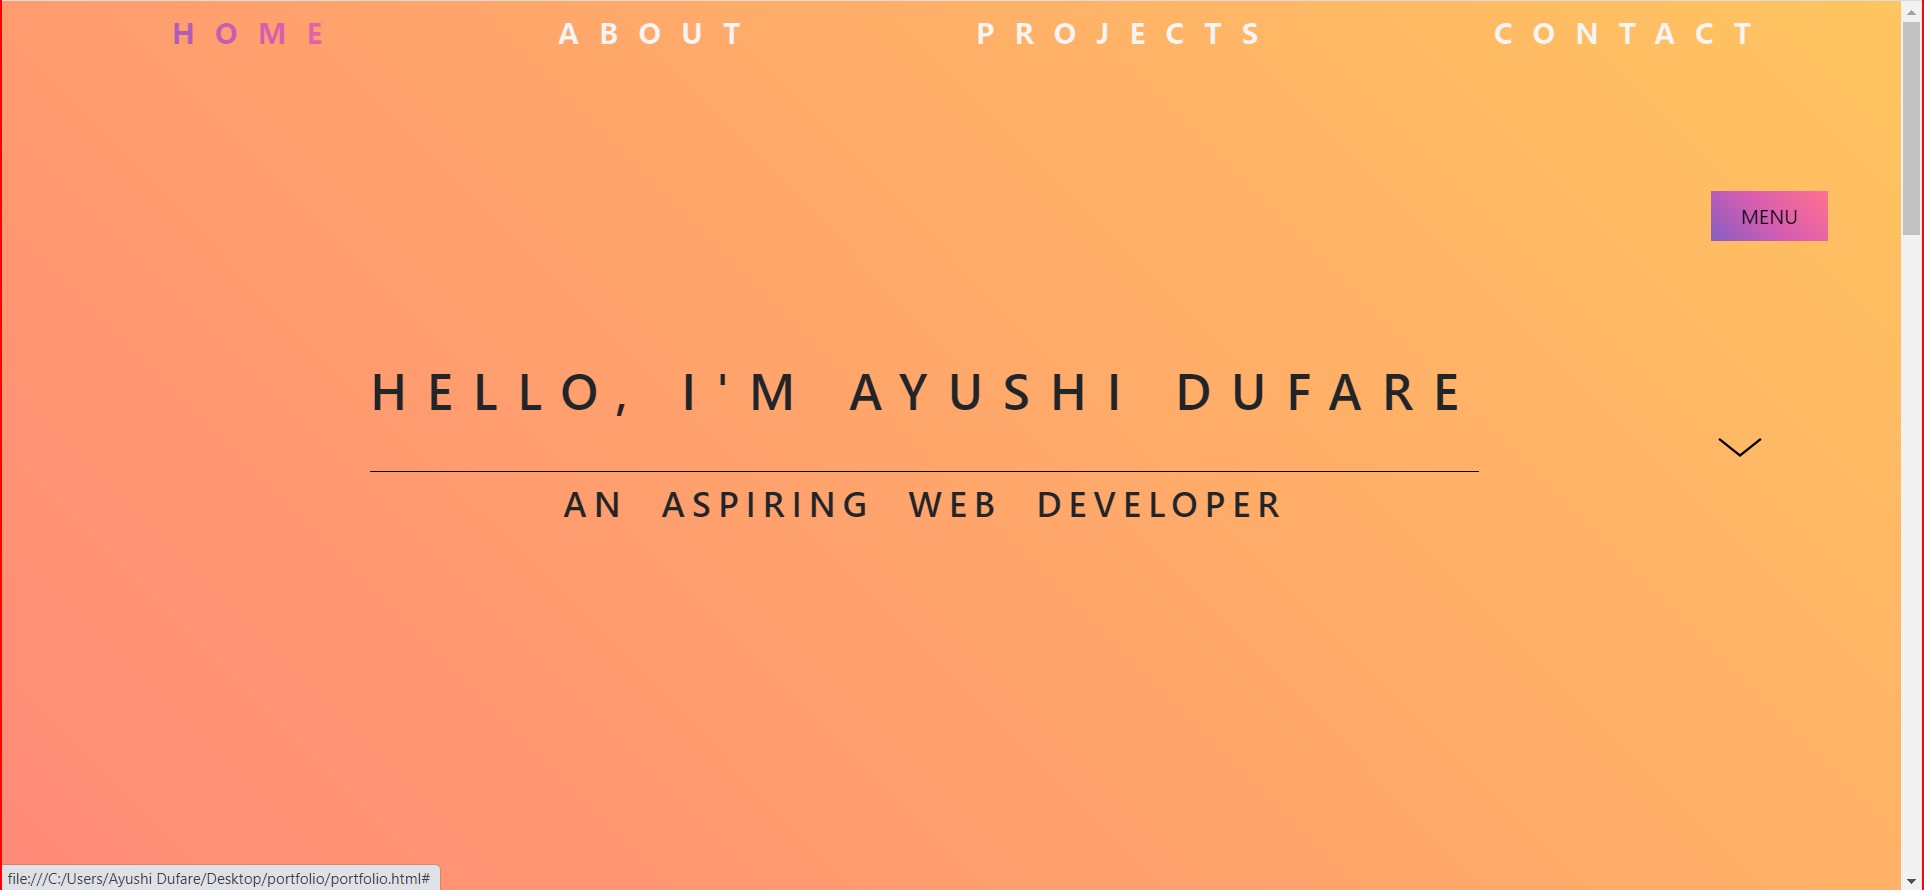 HOME ABOUT PROJECTS CONTACT
MENU
HELLO, I'M AYUSHI DUFARE
AN ASPIRING WEB DEVELOPER
file:///C:/Users/Ayushi Dufare/Desktop/portfolio/portfolio.html#